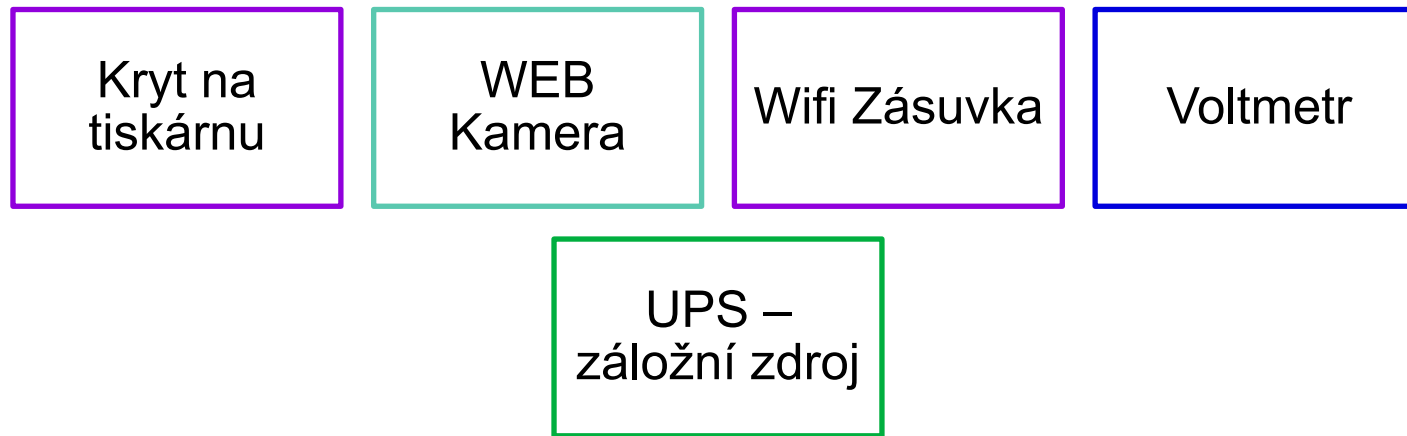 Kryt na
tiskárnu
WEB
Kamera
Wifi Zásuvka
Voltmetr
UPS –
záložní zdroj